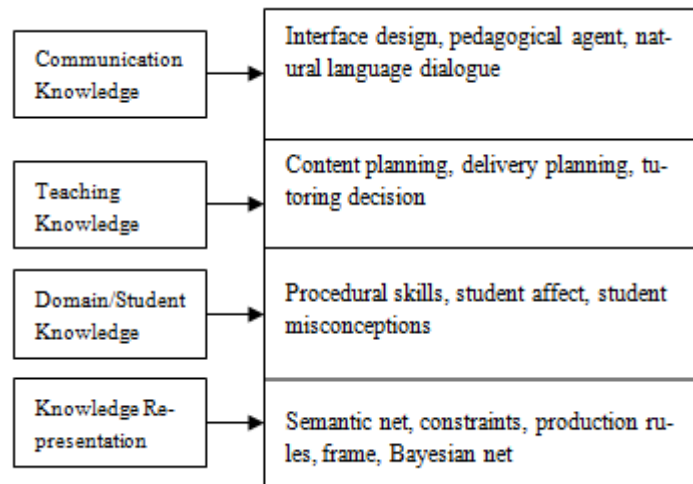 Communication
Knowledge
Interface design, pedagogical agent, nat-
ural language dialogue
Teaching
Knowledge
Content planning, delivery planning, tu-
toring decision
Domain/Student
Knowledge
Procedural skills, student affect, student
misconceptions
Knowledge Re-
presentation
Semantic net, constraints, production ru-
les, frame, Bayesian net